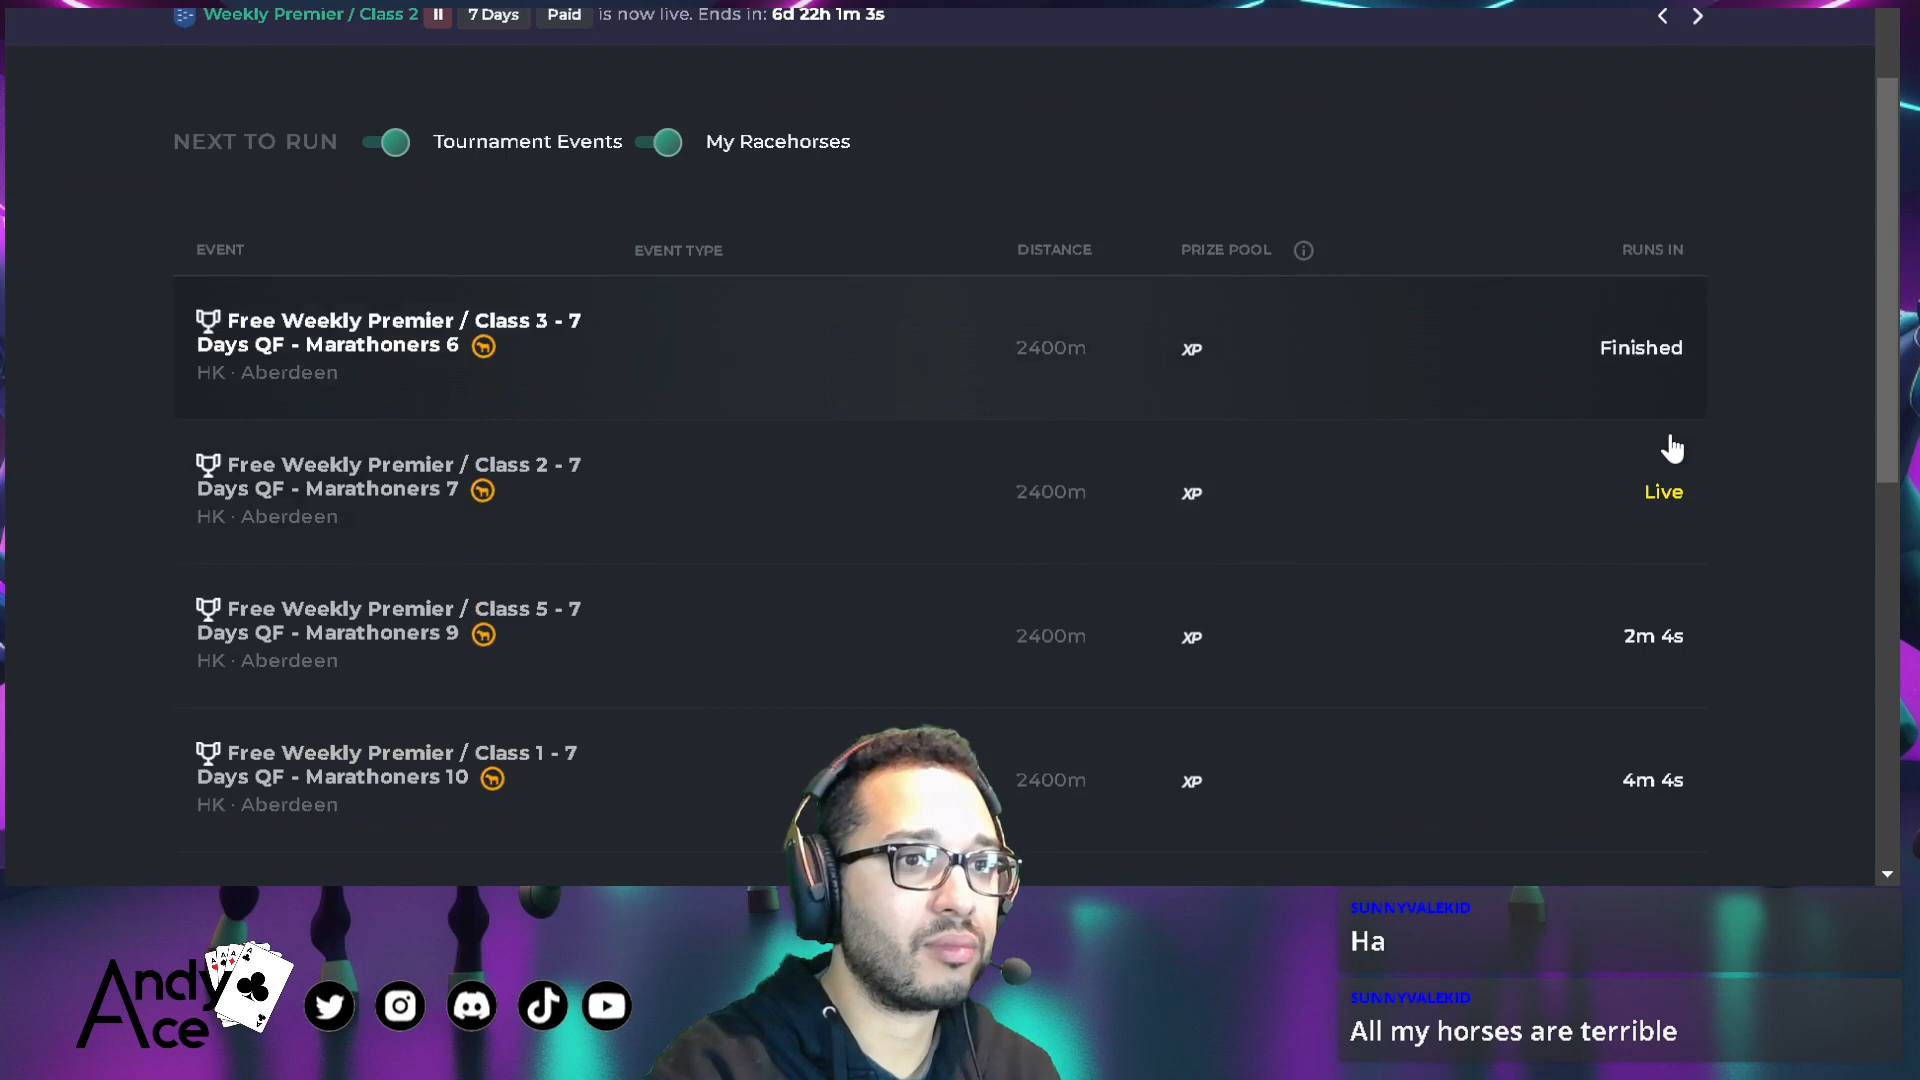 Weekly Premier / Class 2 7 Days Paid is now live. Ends in: 6d 22h 1m 3s
NEXT TO RUN Tournament Events My Racehorses
EVENT EVENT TYPE DISTANCE PRIZE POOL RUNS IN
Free Weekly Premier / Class 3 - 7
Days QF - Marathoners 6
HK · Aberdeen
2400m XP Finished
Free Weekly Premier / Class 2 - 7
Days QF - Marathoners 7
HK · Aberdeen
2400m XP Live
Free Weekly Premier / Class 5 - 7
Days QF - Marathoners 9
HK · Aberdeen
2400m XP 2m 4s
Free Weekly Premier / Class 1 - 7
Days QF - Marathoners 10
HK · Aberdeen
2400m XP 4m 4s
Andy
Ace
SUNNYVALEKID
Ha
SUNNYVALEKID
All my horses are terrible